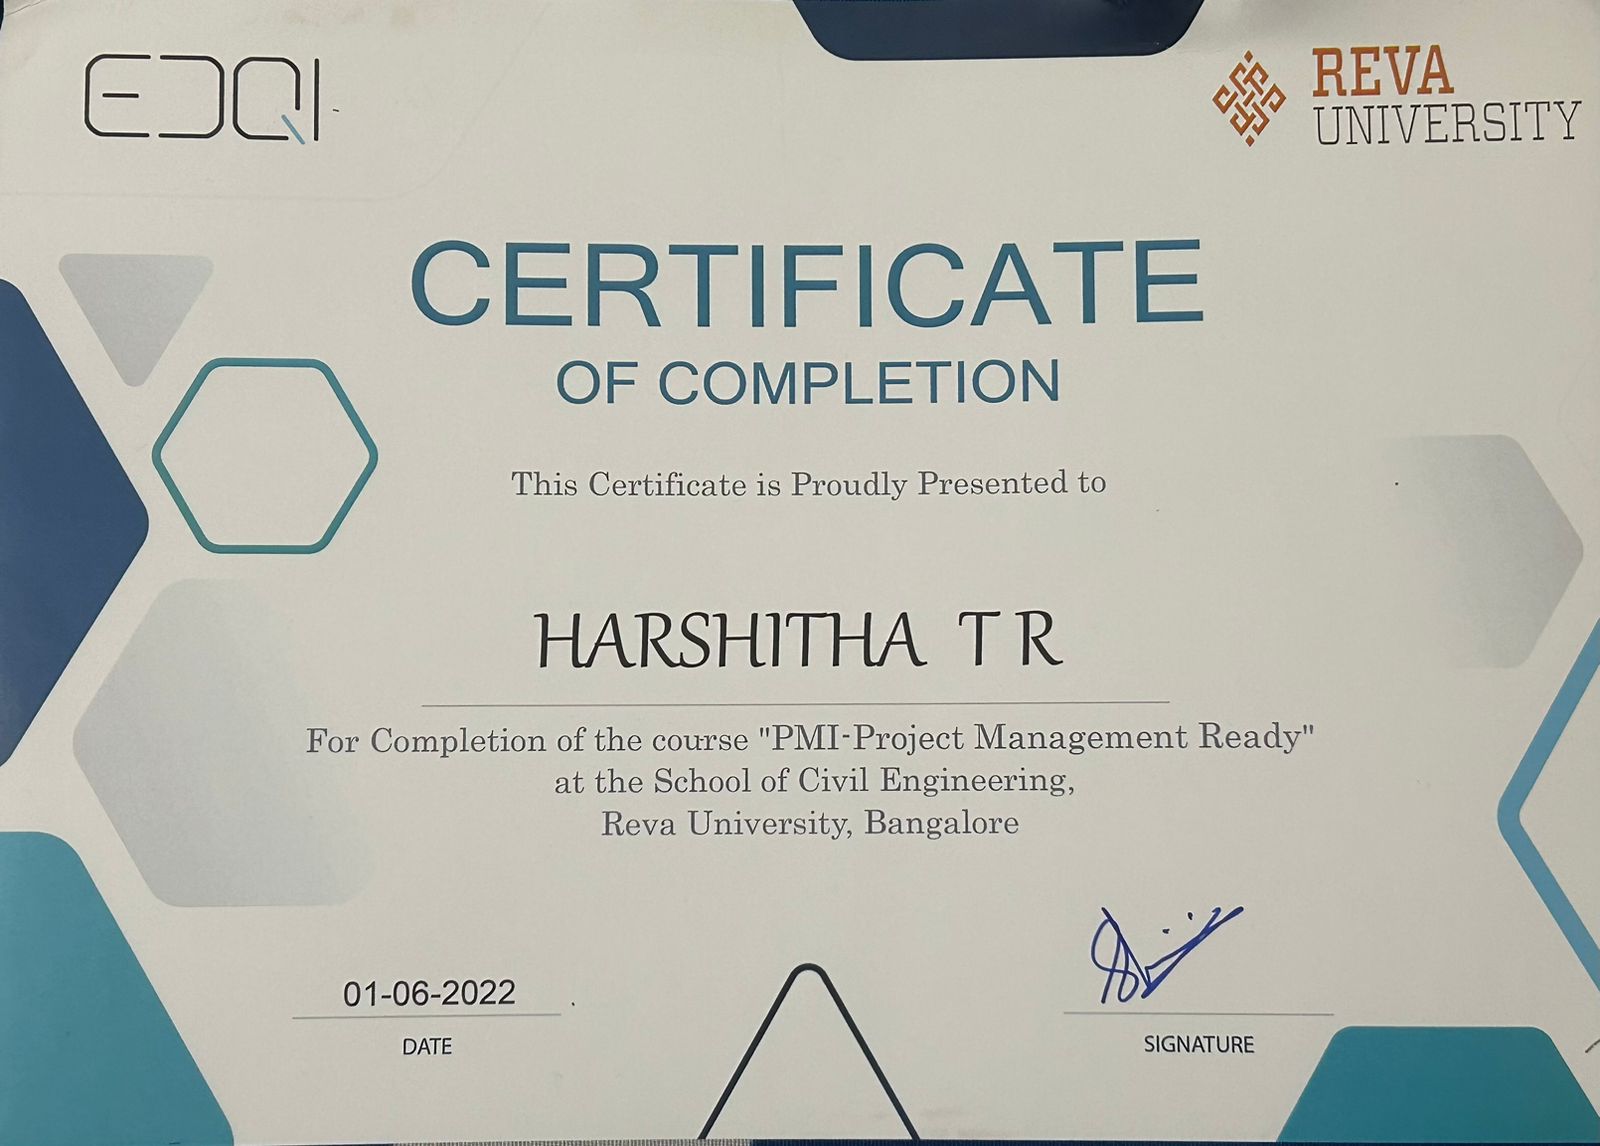 EDQI
REVA
UNIVERSITY
CERTIFICATE
OF COMPLETION
This Certificate is Proudly Presented to
HARSHITHA T R
For Completion of the course "PMI-Project Management Ready"
at the School of Civil Engineering,
Reva University, Bangalore
01-06-2022
DATE
SIGNATURE